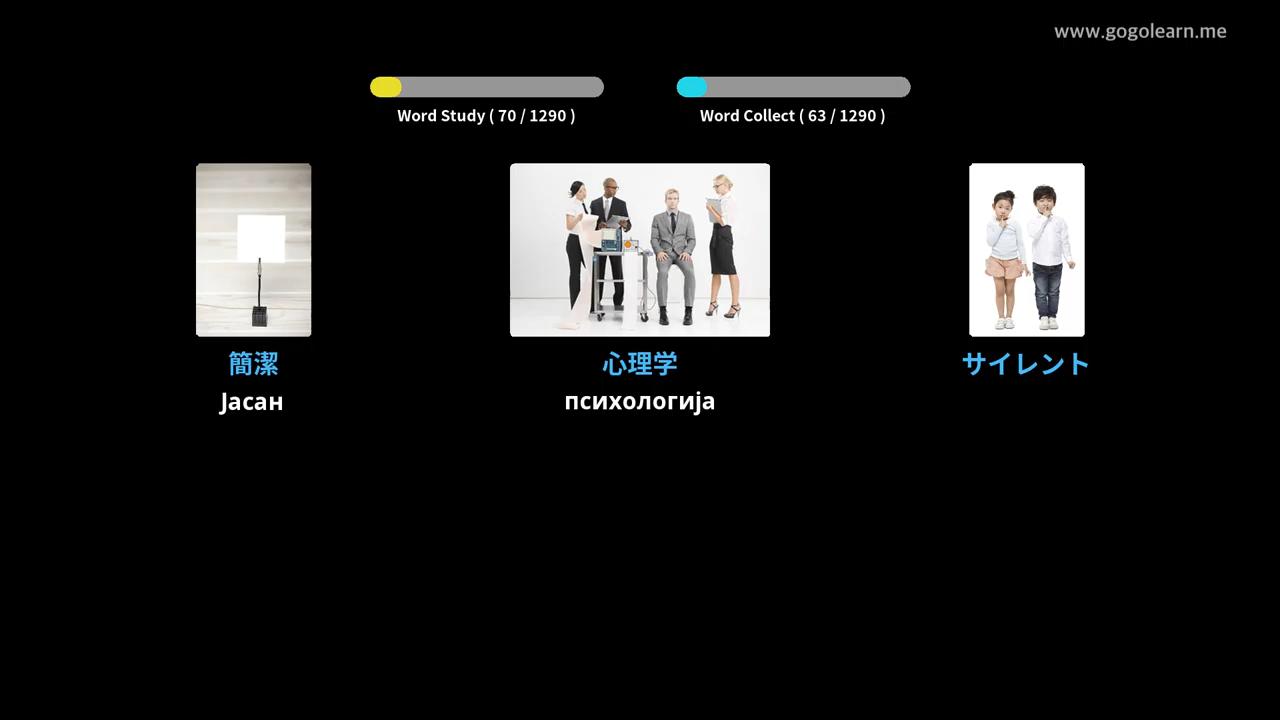 www.gogolearn.me
Word Study ( 70 / 1290 )
Word Collect ( 63 / 1290 )
簡潔
心理学
サイレント
Јасан
психологија